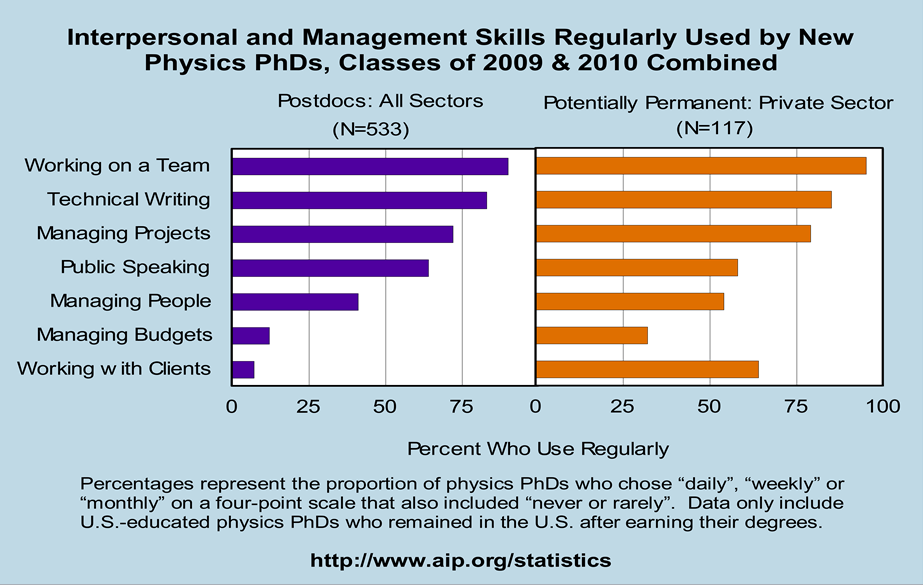 Interpersonal and Management Skills Regularly Used by New
Physics PhDs, Classes of 2009 & 2010 Combined
Postdocs: All Sectors
(N=533)
Potentially Permanent: Private Sector
(N=117)
Working on a Team
Technical Writing
Managing Projects
Public Speaking
Managing People
Managing Budgets
Working with Clients
0 25 50 75 0 25 50 75 100
Percent Who Use Regularly
Percentages represent the proportion of physics PhDs who chose “daily”, “weekly” or
“monthly” on a four-point scale that also included “never or rarely”.  Data only include
U.S.-educated physics PhDs who remained in the U.S. after earning their degrees.
http://www.aip.org/statistics